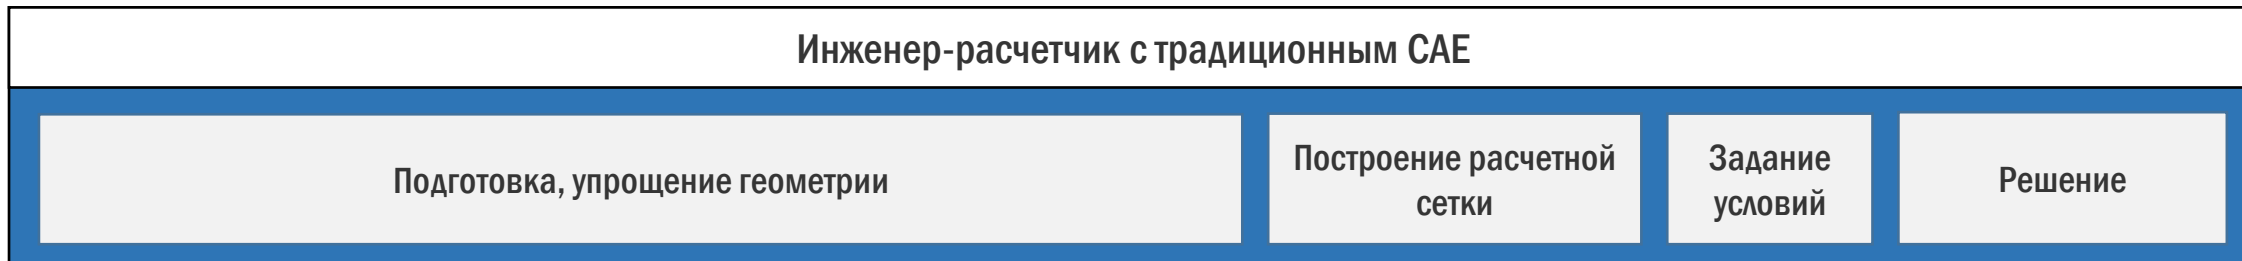 Инженер-расчетчик с традиционным CAE
Подготовка, упрощение геометрии
Построение расчетной
сетки
Задание
условий
Решение